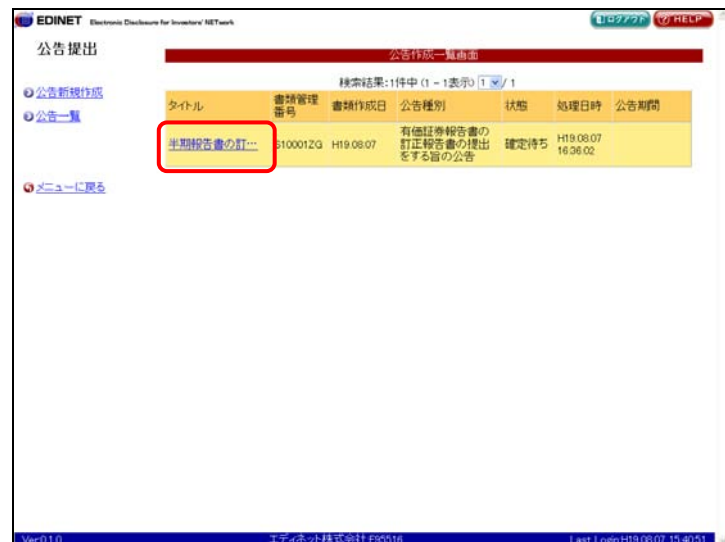 EDINET Electronic Disclosure for Investors' NETwork
ログアウト
HELP
公告提出
公告作成一覧画面
公告新規作成
公告一覧
メニューに戻る
検索結果:1件中 (1 - 1表示) 1 / 1
タイトル 書類管理番号 書類作成日 公告種別 状態 処理日時 公告期間
半期報告書の訂… S10001ZG H19.08.07 有価証券報告書の訂正報告書の提出をする旨の公告 確定待ち H19.08.07 16:36:02
Ver.0.1.0 エディネット株式会社:E95516 Last Login:H19.08.07 15:40:51